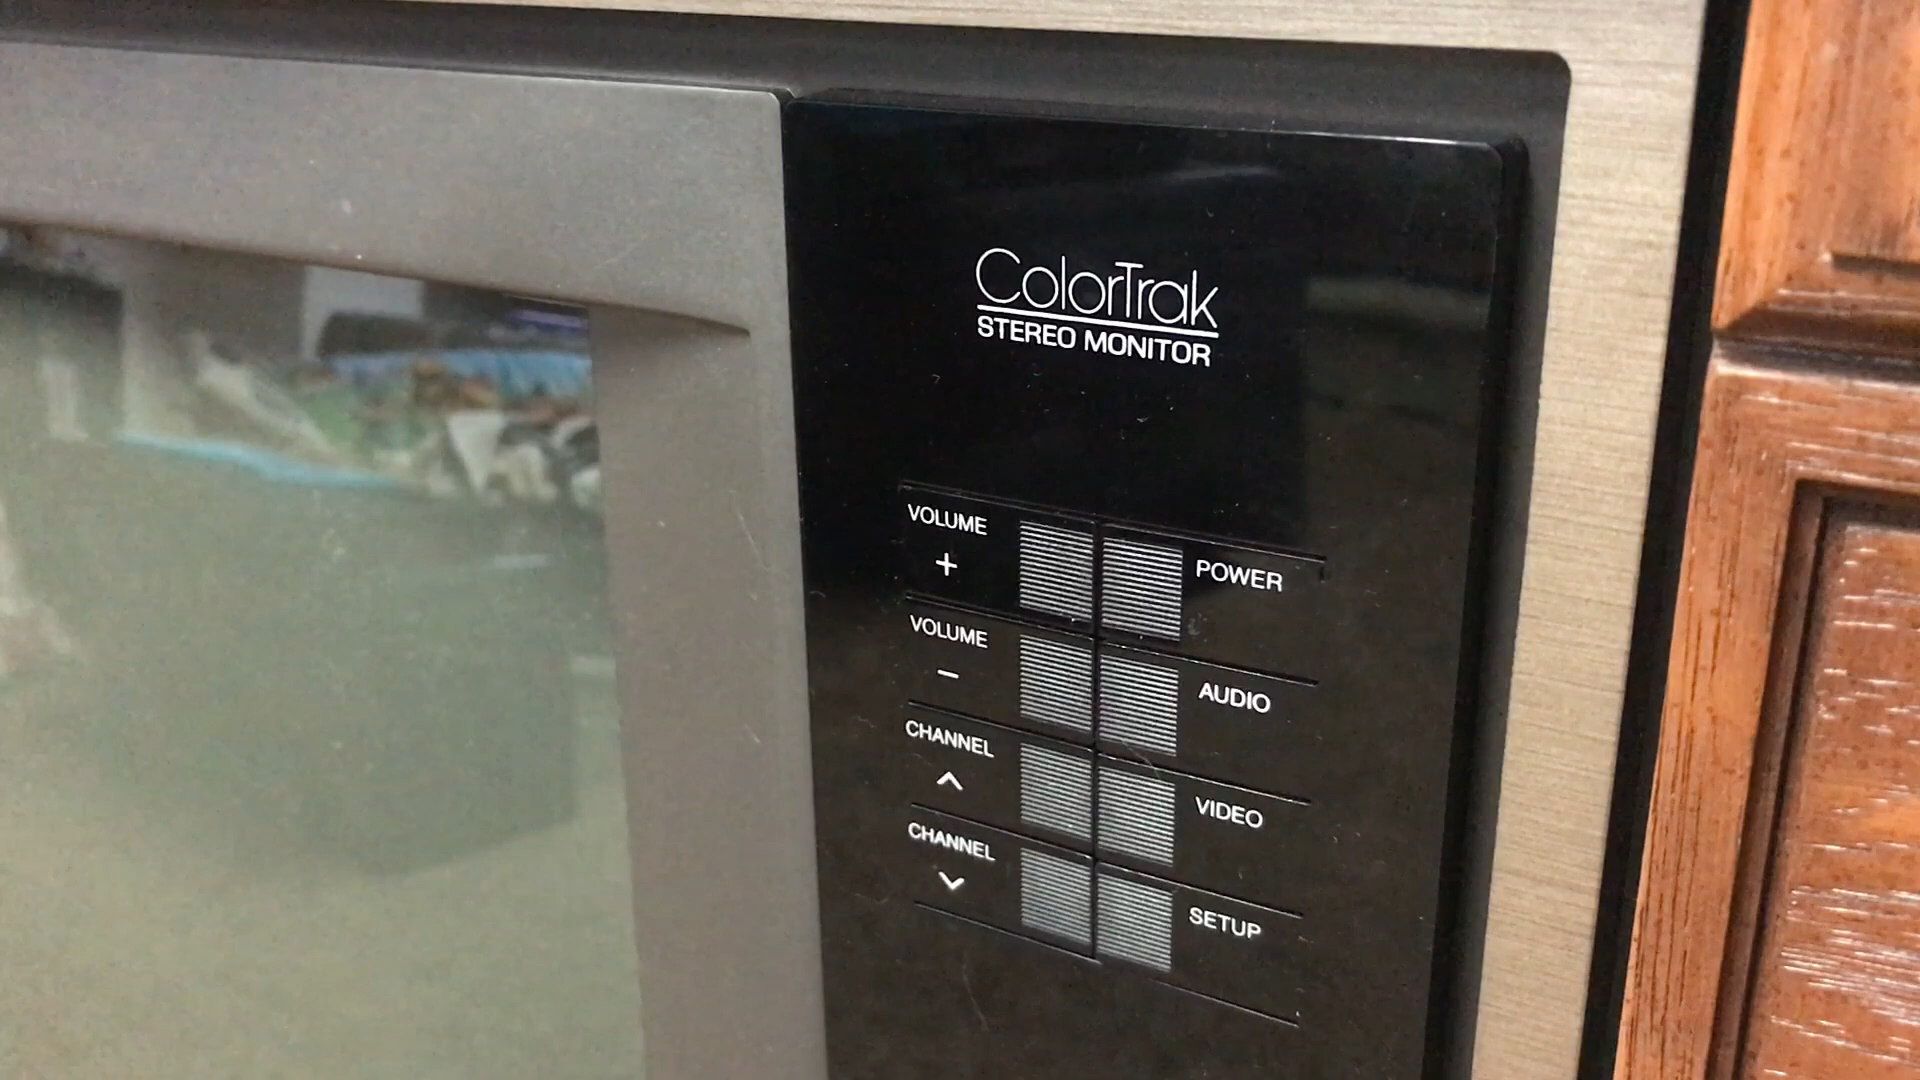 ColorTrak
STEREO MONITOR
VOLUME
+
POWER
VOLUME
−
AUDIO
CHANNEL
VIDEO
CHANNEL
SETUP